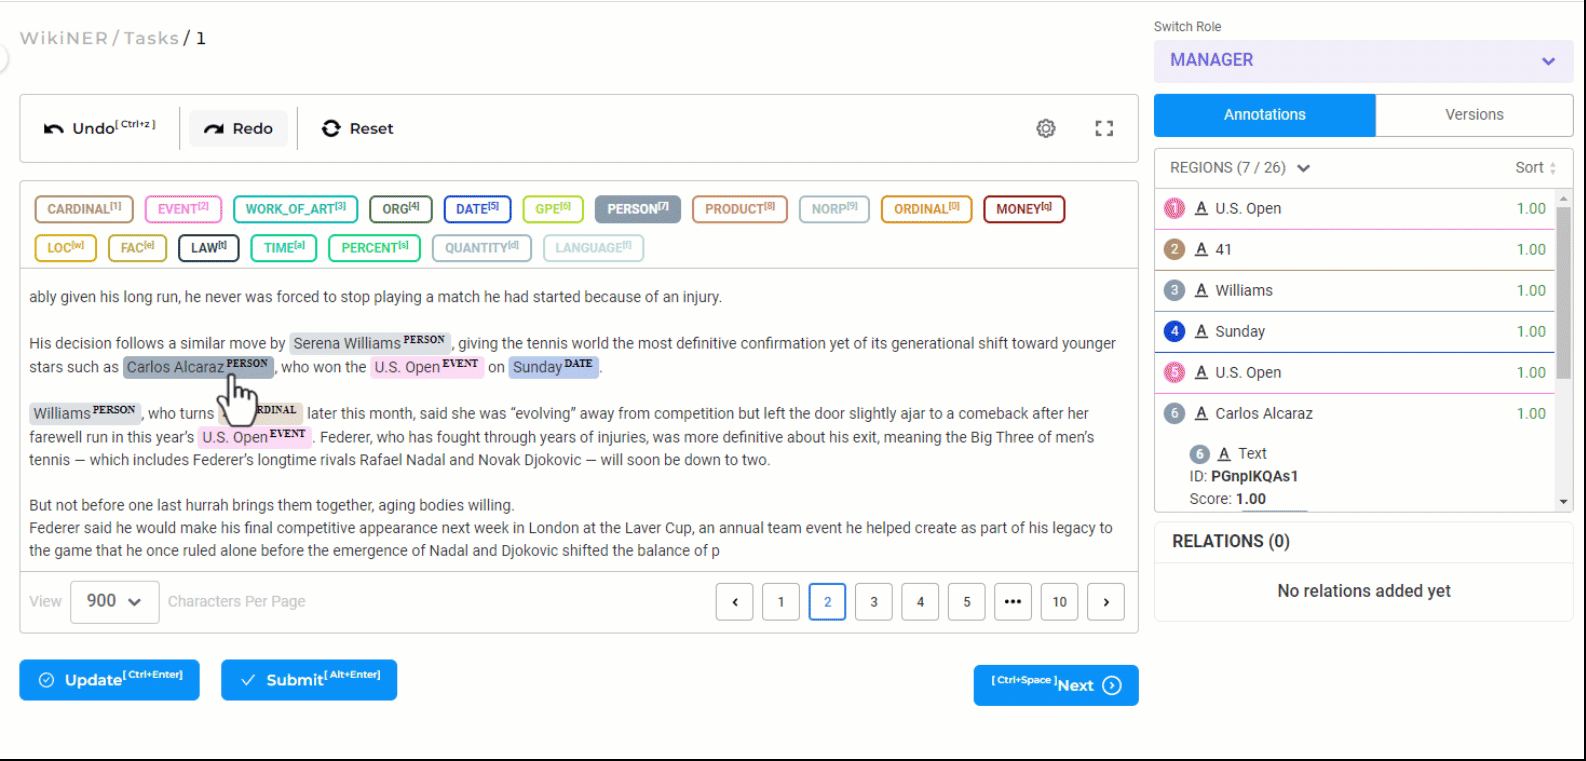 WikiNER / Tasks / 1
Switch Role
MANAGER
Undo[ Ctrl+z ] Redo Reset
Annotations Versions
REGIONS (7 / 26) Sort
CARDINAL[1] EVENT[2] WORK_OF_ART[3] ORG[4] DATE[5] GPE[6] PERSON[7] PRODUCT[8] NORP[9] ORDINAL[0] MONEY[q]
LOC[w] FAC[e] LAW[t] TIME[a] PERCENT[s] QUANTITY[d] LANGUAGE[f]
ably given his long run, he never was forced to stop playing a match he had started because of an injury.
His decision follows a similar move by Serena Williams PERSON , giving the tennis world the most definitive confirmation yet of its generational shift toward younger
stars such as Carlos Alcaraz PERSON , who won the U.S. Open EVENT on Sunday DATE .
Williams PERSON , who turns RDINAL later this month, said she was “evolving” away from competition but left the door slightly ajar to a comeback after her
farewell run in this year’s U.S. Open EVENT . Federer, who has fought through years of injuries, was more definitive about his exit, meaning the Big Three of men’s
tennis — which includes Federer’s longtime rivals Rafael Nadal and Novak Djokovic — will soon be down to two.
But not before one last hurrah brings them together, aging bodies willing.
Federer said he would make his final competitive appearance next week in London at the Laver Cup, an annual team event he helped create as part of his legacy to
the game that he once ruled alone before the emergence of Nadal and Djokovic shifted the balance of p
View 900 Characters Per Page
1 2 3 4 5 ••• 10
Update[ Ctrl+Enter] Submit[ Alt+Enter]
[ Ctrl+Space ]Next
1 A U.S. Open 1.00
2 A 41 1.00
3 A Williams 1.00
4 A Sunday 1.00
5 A U.S. Open 1.00
6 A Carlos Alcaraz 1.00
6 A Text
ID: PGnpIKQAs1
Score: 1.00
RELATIONS (0)
No relations added yet